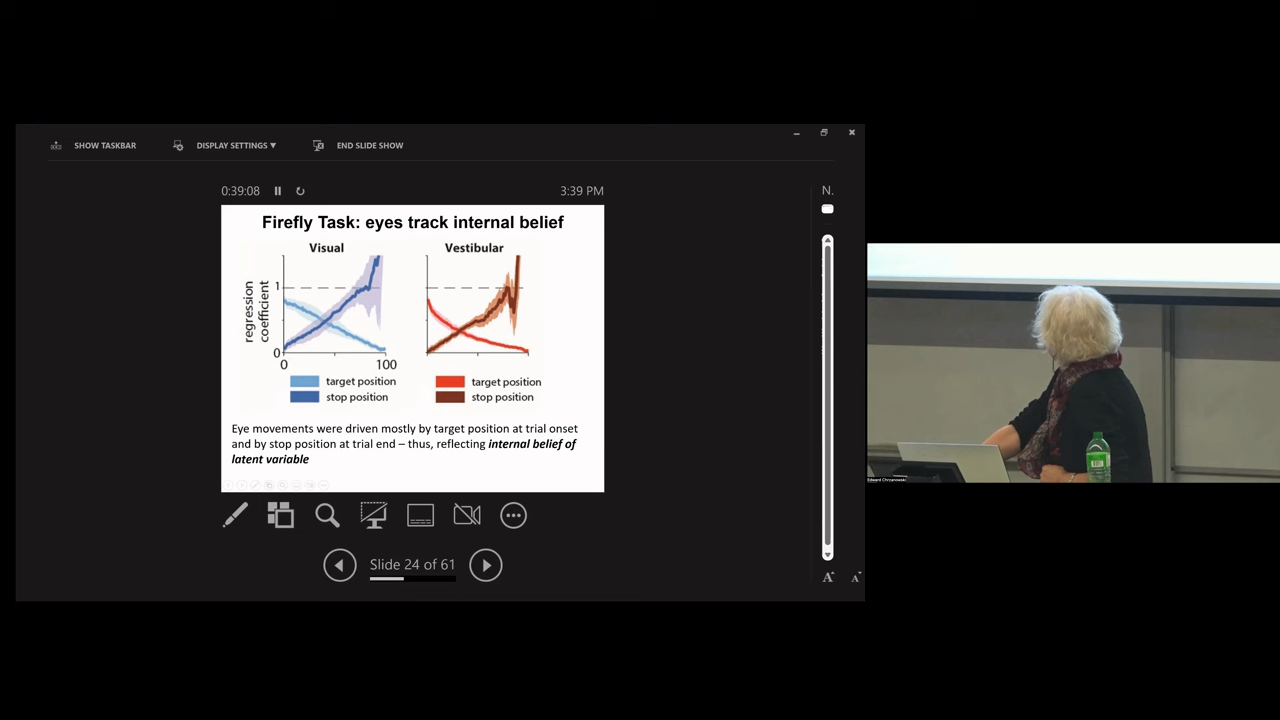 SHOW TASKBAR
DISPLAY SETTINGS ▼
END SLIDE SHOW
0:39:08
3:39 PM
N.
Firefly Task: eyes track internal belief
Visual
Vestibular
regression
coefficient
1
0
0
100
target position
stop position
target position
stop position
Eye movements were driven mostly by target position at trial onset
and by stop position at trial end – thus, reflecting internal belief of
latent variable
Slide 24 of 61
A
A
Edward Chrzanowski